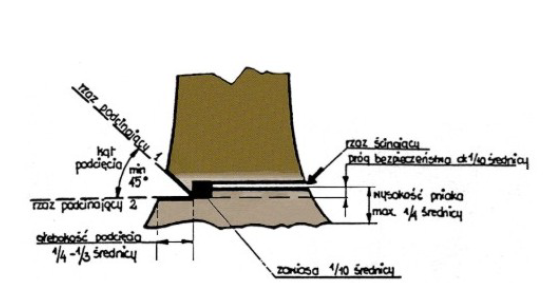 rzaz podcinający 1
kąt
podcięcia
min
45°
rzaz ścinający
próg bezpieczeństwa ok 1/10 średnicy
rzaz podcinający 2
wysokość pniaka
max. 1/4 średnicy
głębokość podcięcia
1/4 - 1/3 średnicy
zawiasa 1/10 średnicy